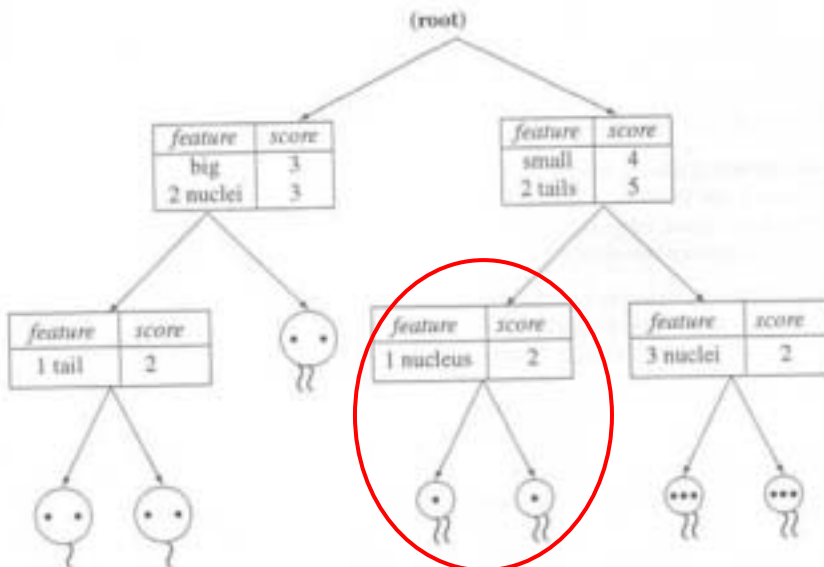 (root)
feature score
big 3
2 nuclei 3
feature score
small 4
2 tails 5
feature score
1 tail 2
feature score
1 nucleus 2
feature score
3 nuclei 2